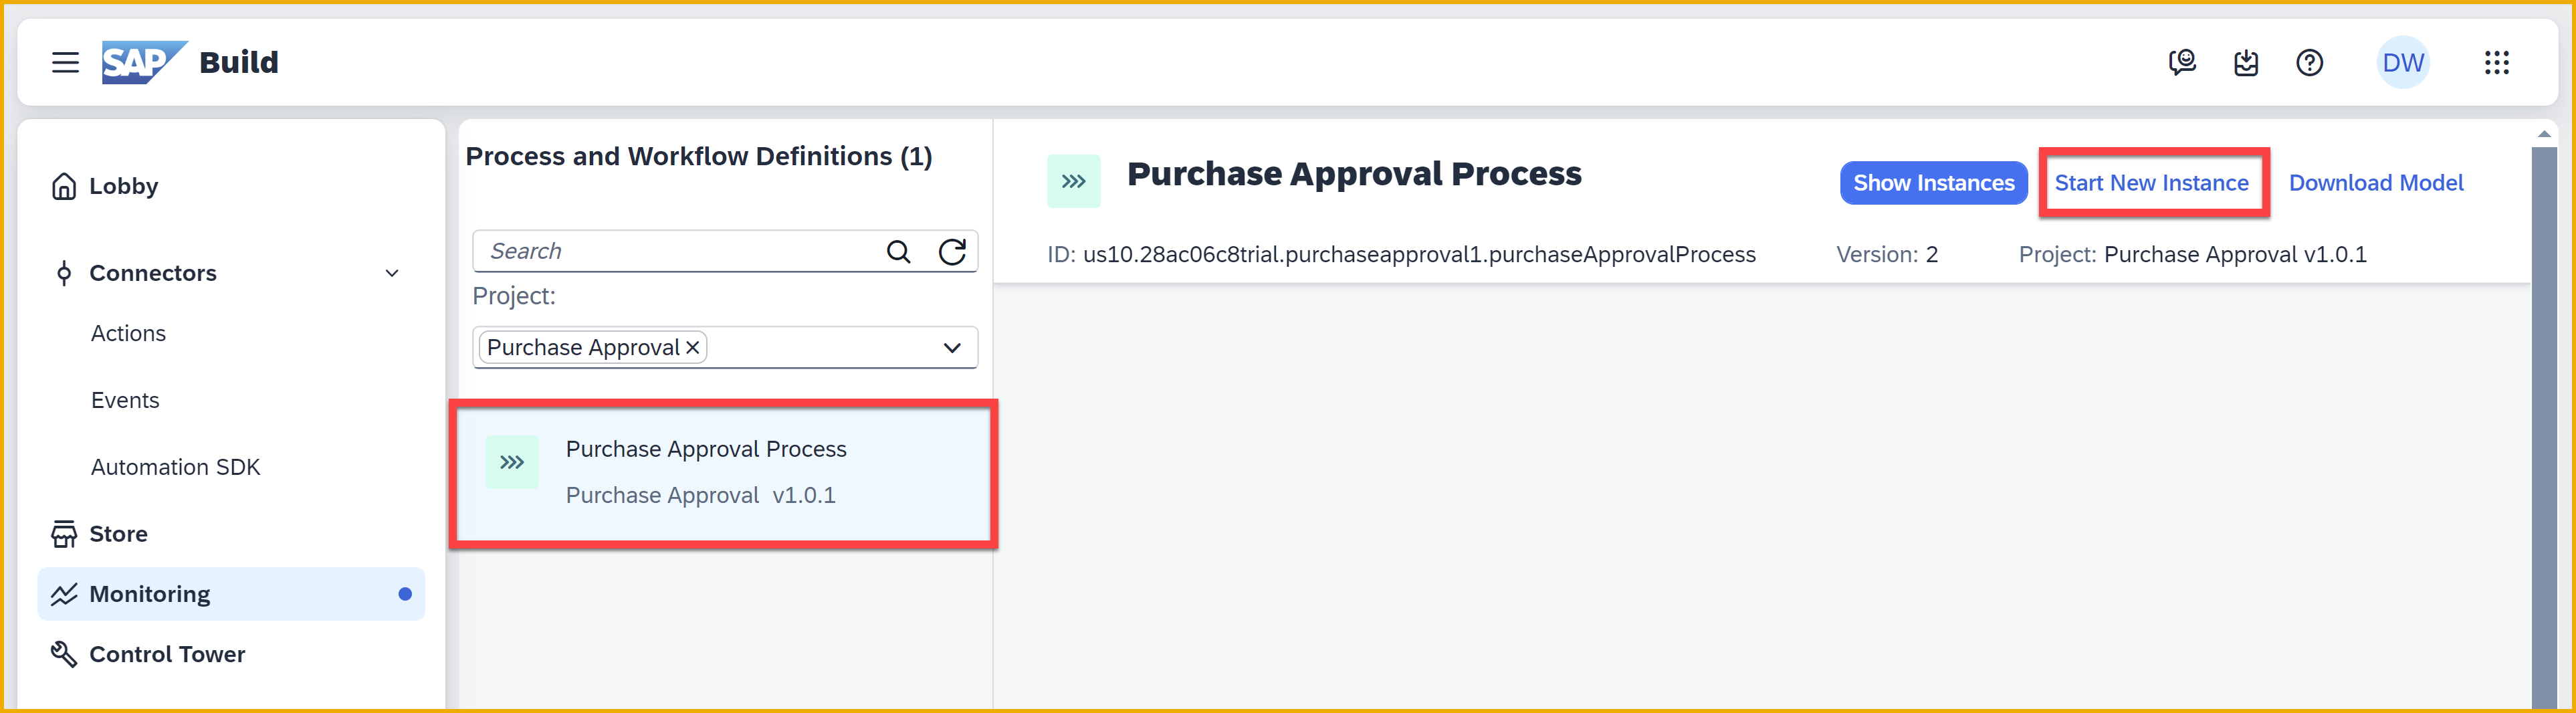 SAP Build
DW
Lobby
Connectors
Actions
Events
Automation SDK
Store
Monitoring
Control Tower
Process and Workflow Definitions (1)
Search
Project:
Purchase Approval
Purchase Approval Process
Purchase Approval v1.0.1
Purchase Approval Process
Show Instances
Start New Instance
Download Model
ID: us10.28ac06c8trial.purchaseapproval1.purchaseApprovalProcess
Version: 2
Project: Purchase Approval v1.0.1